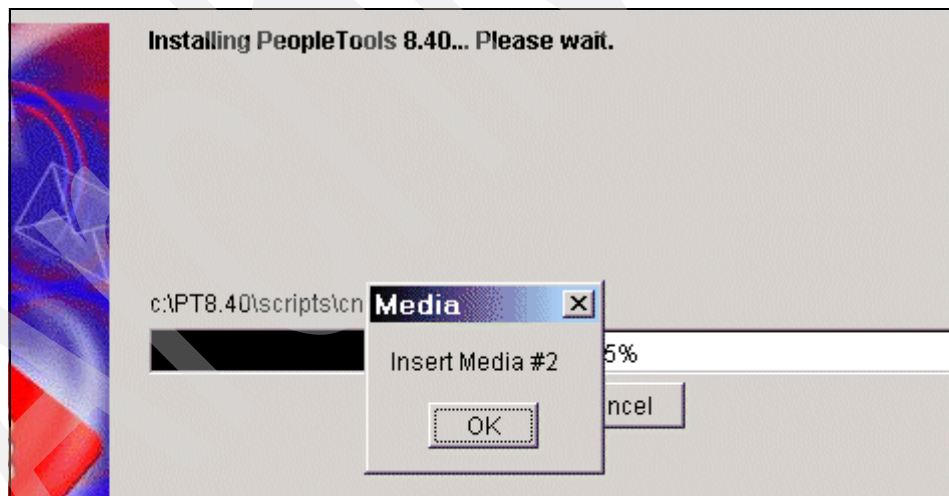 Installing PeopleTools 8.40... Please wait.
c:\PT8.40\scripts\cn
Media
Insert Media #2
5%
OK
ncel